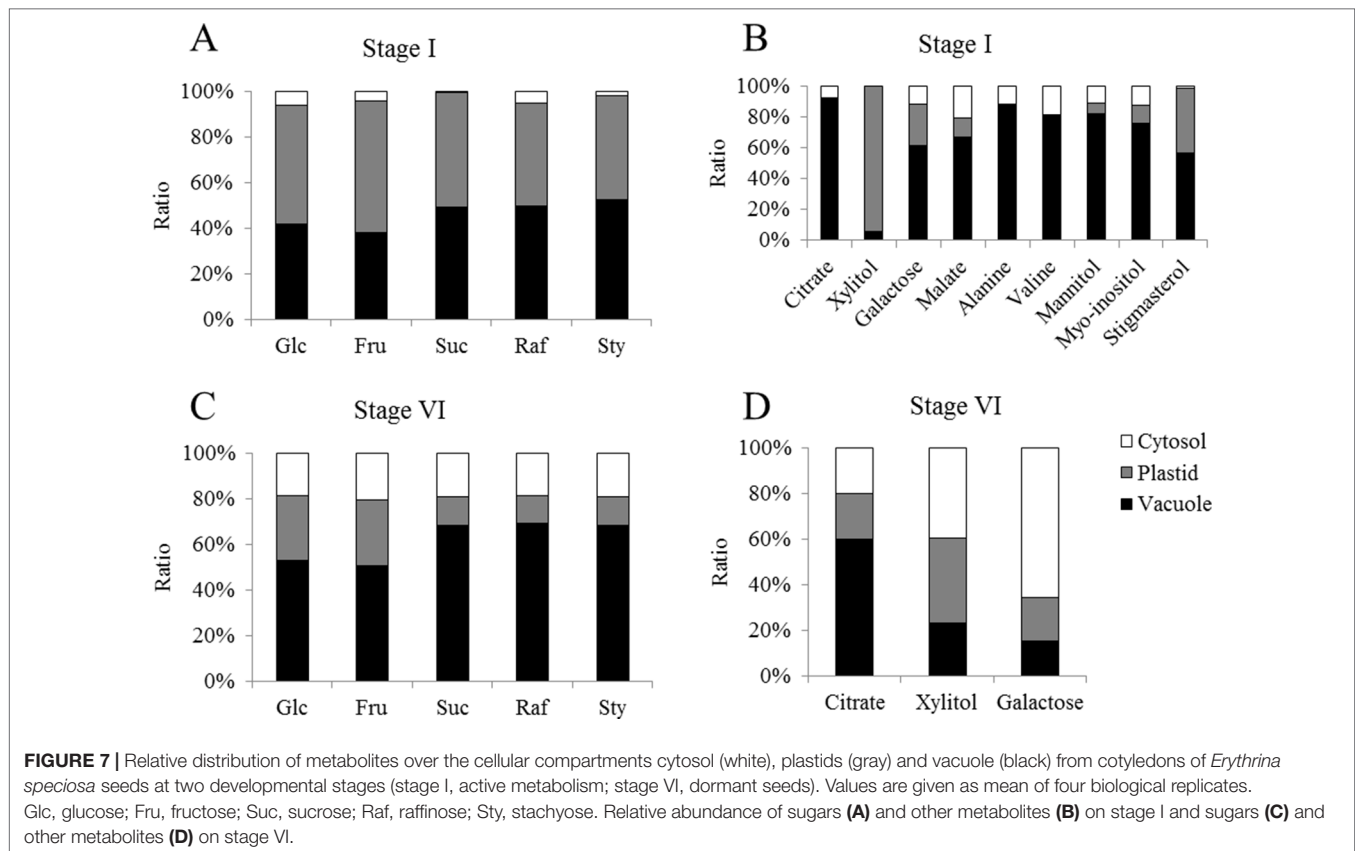 A
Stage I
Ratio
100%
80%
60%
40%
20%
0%
Glc Fru Suc Raf Sty
B
Stage I
Ratio
100%
80%
60%
40%
20%
0%
Citrate Xylitol Galactose Malate Alanine Valine Mannitol Myo-inositol Stigmasterol
C
Stage VI
Ratio
100%
80%
60%
40%
20%
0%
Glc Fru Suc Raf Sty
D
Stage VI
Ratio
100%
80%
60%
40%
20%
0%
Citrate Xylitol Galactose
Cytosol
Plastid
Vacuole
FIGURE 7 | Relative distribution of metabolites over the cellular compartments cytosol (white), plastids (gray) and vacuole (black) from cotyledons of Erythrina
speciosa seeds at two developmental stages (stage I, active metabolism; stage VI, dormant seeds). Values are given as mean of four biological replicates.
Glc, glucose; Fru, fructose; Suc, sucrose; Raf, raffinose; Sty, stachyose. Relative abundance of sugars (A) and other metabolites (B) on stage I and sugars (C) and
other metabolites (D) on stage VI.